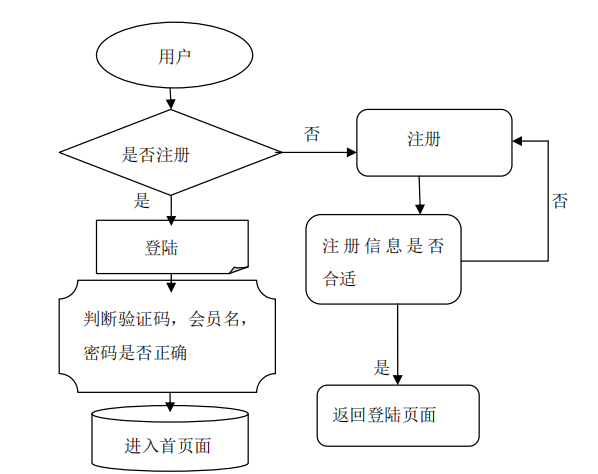 用户
是否注册
否
注册
是
登陆
注册信息是否
合适
否
判断验证码，会员名，
密码是否正确
是
返回登陆页面
进入首页面